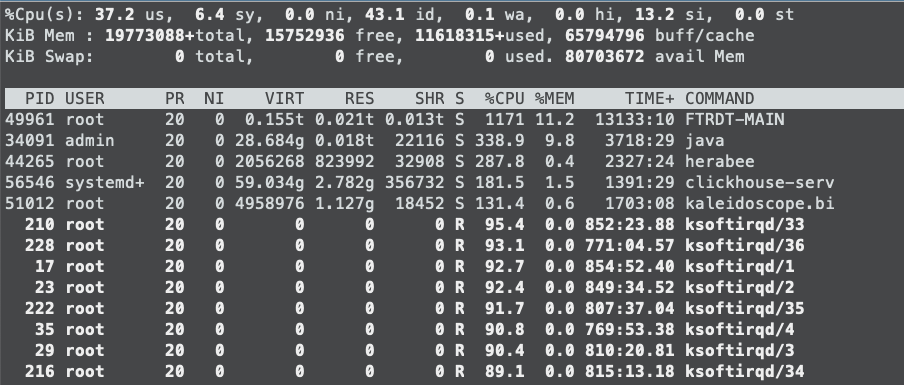 %Cpu(s): 37.2 us,  6.4 sy,  0.0 ni, 43.1 id,  0.1 wa,  0.0 hi, 13.2 si,  0.0 st
KiB Mem : 19773088+total, 15752936 free, 11618315+used, 65794796 buff/cache
KiB Swap:        0 total,        0 free,        0 used. 80703672 avail Mem
PID USER      PR  NI    VIRT    RES    SHR S  %CPU %MEM     TIME+ COMMAND
49961 root      20   0  0.155t 0.021t 0.013t S  1171 11.2  13133:10 FTRDT-MAIN
34091 admin     20   0 28.684g 0.018t  22116 S 338.9  9.8   3718:29 java
44265 root      20   0 2056268 823992  32908 S 287.8  0.4   2327:24 herabee
56546 systemd+  20   0 59.034g 2.782g 356732 S 181.5  1.5   1391:29 clickhouse-serv
51012 root      20   0 4958976 1.127g  18452 S 131.4  0.6   1703:08 kaleidoscope.bi
210 root      20   0       0      0      0 R  95.4  0.0 852:23.88 ksoftirqd/33
228 root      20   0       0      0      0 R  93.1  0.0 771:04.57 ksoftirqd/36
17 root      20   0       0      0      0 R  92.7  0.0 854:52.40 ksoftirqd/1
23 root      20   0       0      0      0 R  92.4  0.0 849:34.52 ksoftirqd/2
222 root      20   0       0      0      0 R  91.7  0.0 807:37.04 ksoftirqd/35
35 root      20   0       0      0      0 R  90.8  0.0 769:53.38 ksoftirqd/4
29 root      20   0       0      0      0 R  90.4  0.0 810:20.81 ksoftirqd/3
216 root      20   0       0      0      0 R  89.1  0.0 815:13.18 ksoftirqd/34